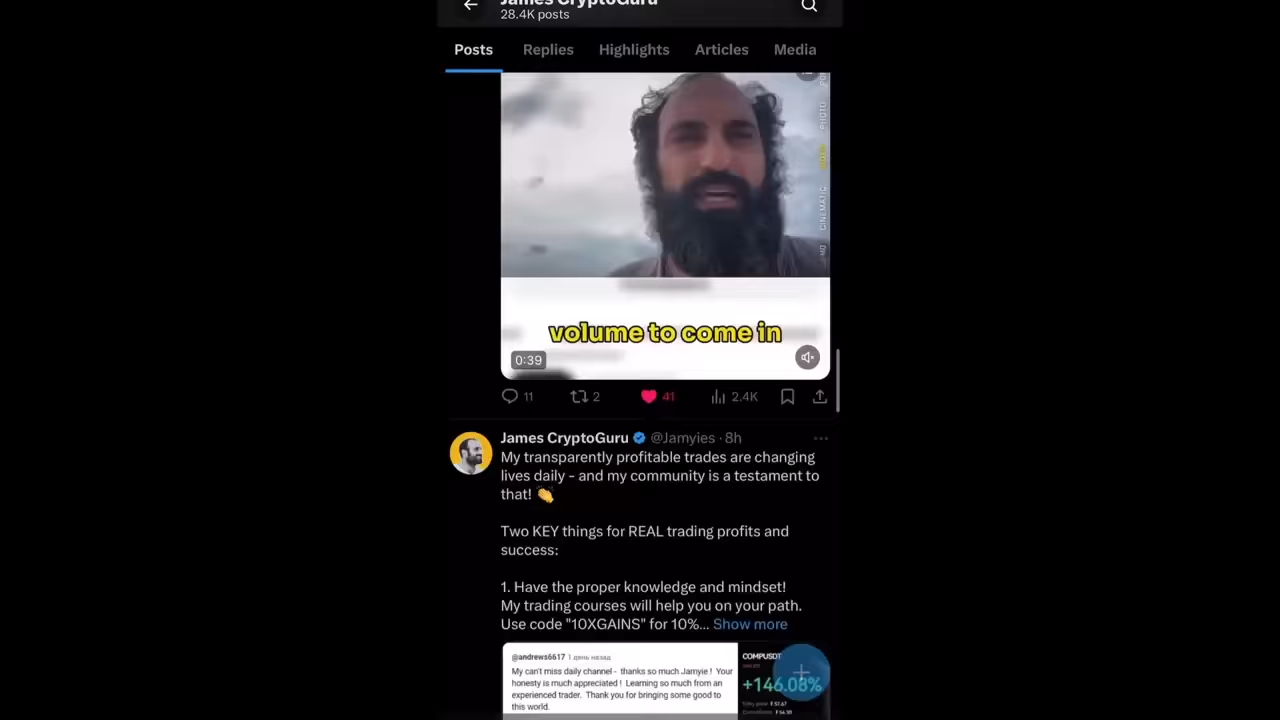 James CryptoGuru
28.4K posts
Posts Replies Highlights Articles Media
PHOTO
CINEMATIC
volume to come in
0:39
11 2 41 2.4K
James CryptoGuru @Jamyies · 8h
My transparently profitable trades are changing
lives daily - and my community is a testament to
that! 👏
Two KEY things for REAL trading profits and
success:
1. Have the proper knowledge and mindset!
My trading courses will help you on your path.
Use code "10XGAINS" for 10%... Show more
@andrews6617 1 день назад
My can't miss daily channel - thanks so much Jamyie ! Your
honesty is much appreciated ! Learning so much from an
experienced trader. Thank you for bringing some good to
this world.
COMPUSDT
+146.08%